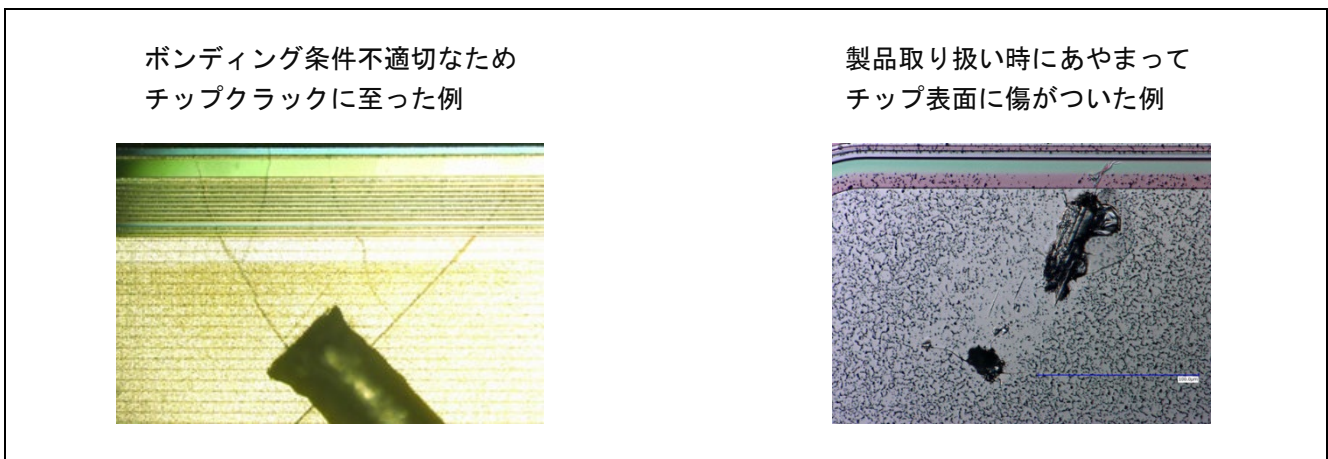 ボンディング条件不適切なため
チップクラックに至った例
製品取り扱い時にあやまって
チップ表面に傷がついた例